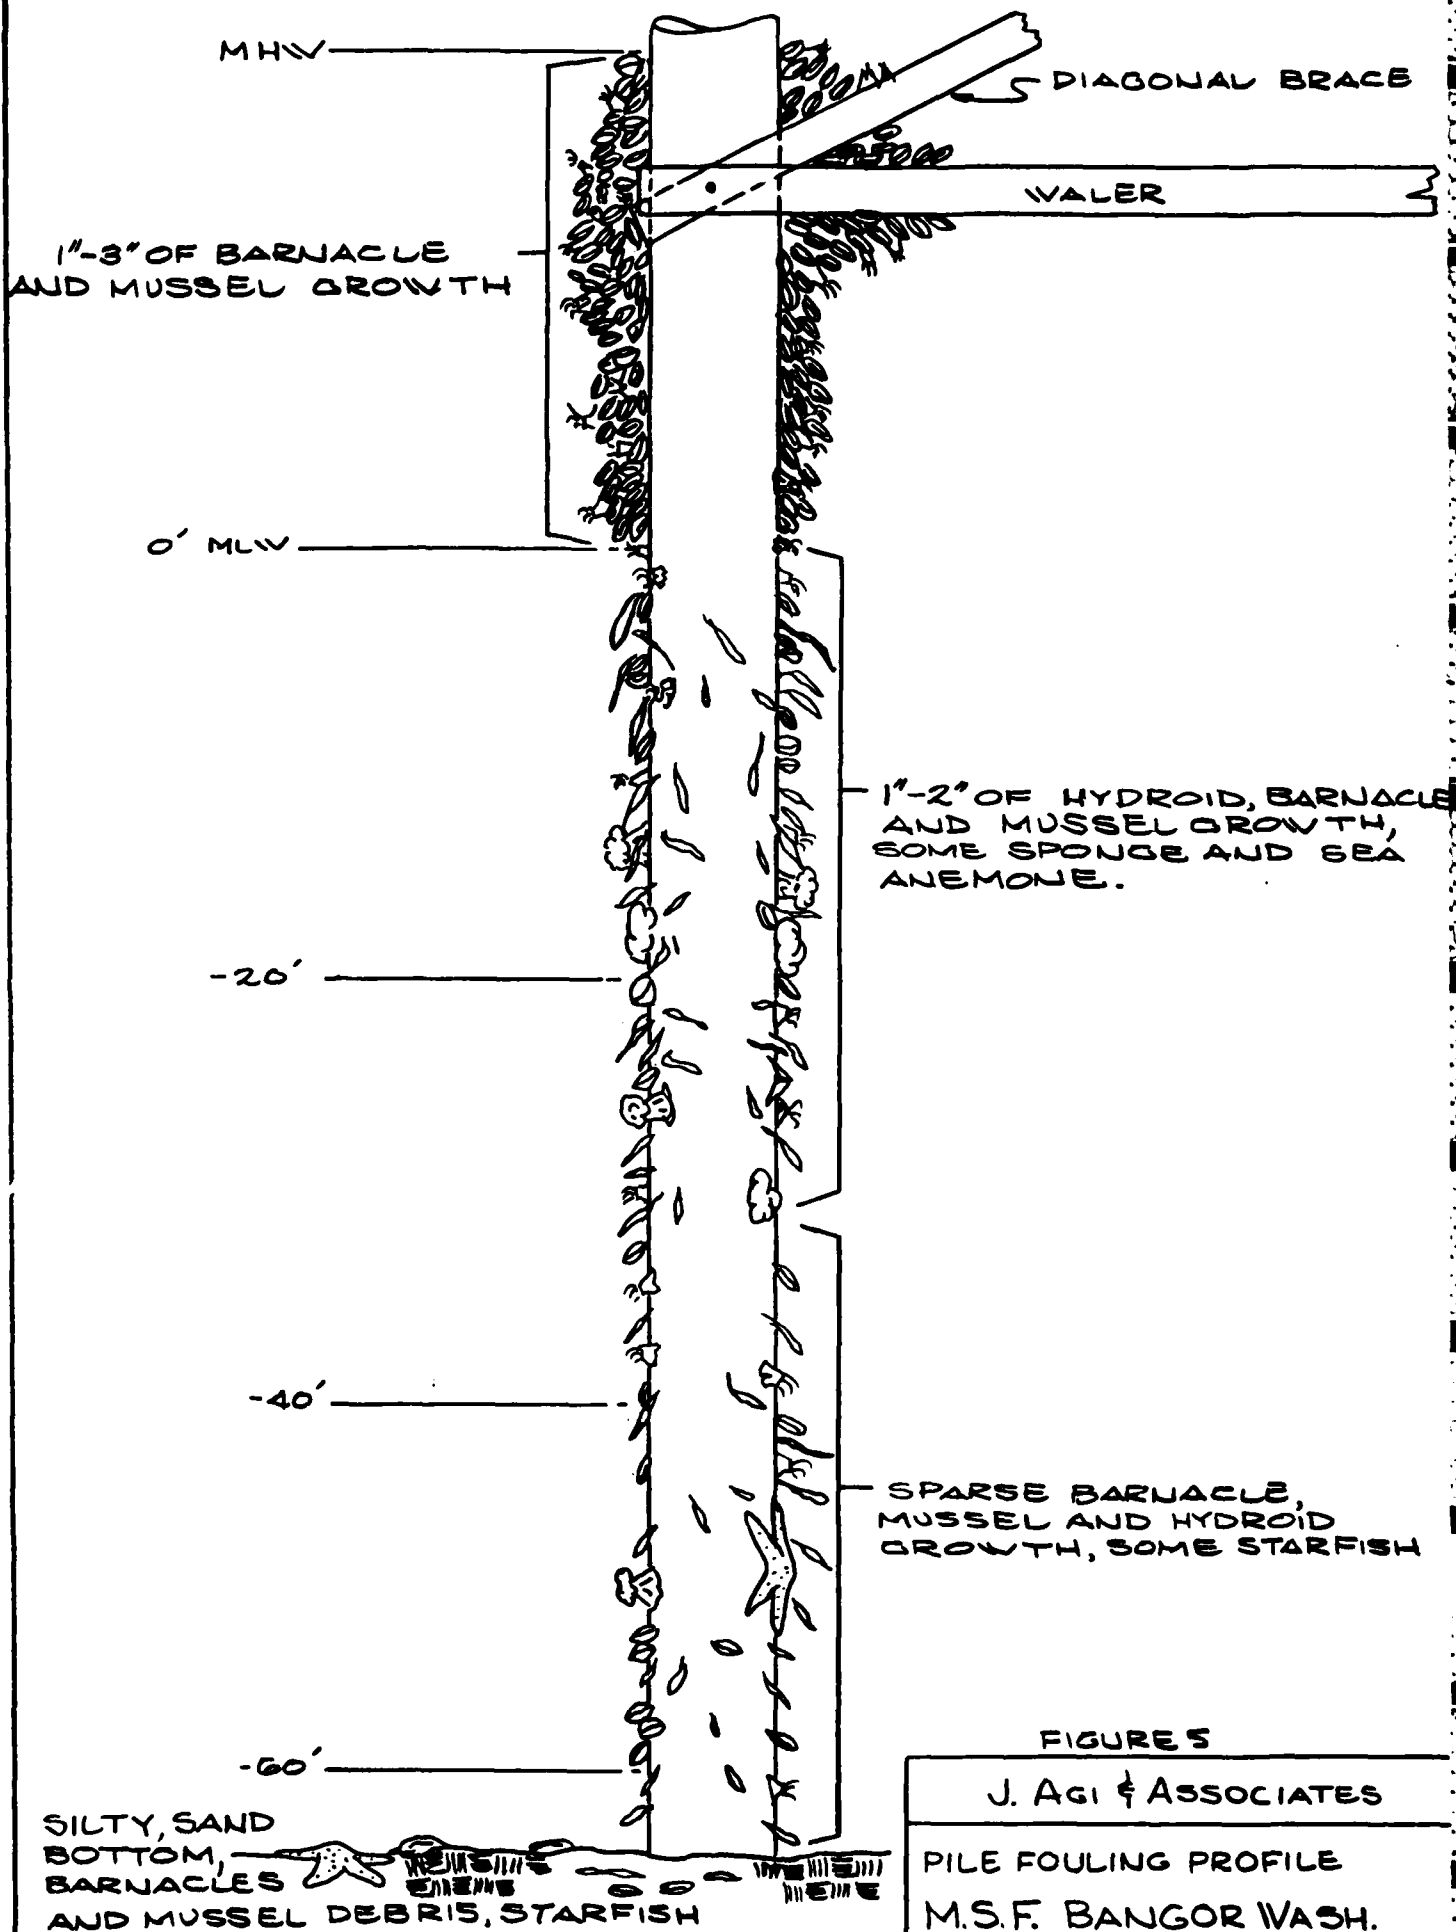 MHW
DIAGONAL BRACE
WALER
1"-3" OF BARNACLE
AND MUSSEL GROWTH
0' MLW
1"-2" OF HYDROID, BARNACLE
AND MUSSEL GROWTH,
SOME SPONGE AND SEA
ANEMONE.
-20'
-40'
SPARSE BARNACLE,
MUSSEL AND HYDROID
GROWTH, SOME STARFISH
-60'
SILTY, SAND
BOTTOM,
BARNACLES
AND MUSSEL DEBRIS, STARFISH
FIGURE 5
J. AGI & ASSOCIATES
PILE FOULING PROFILE
M.S.F. BANGOR WASH.